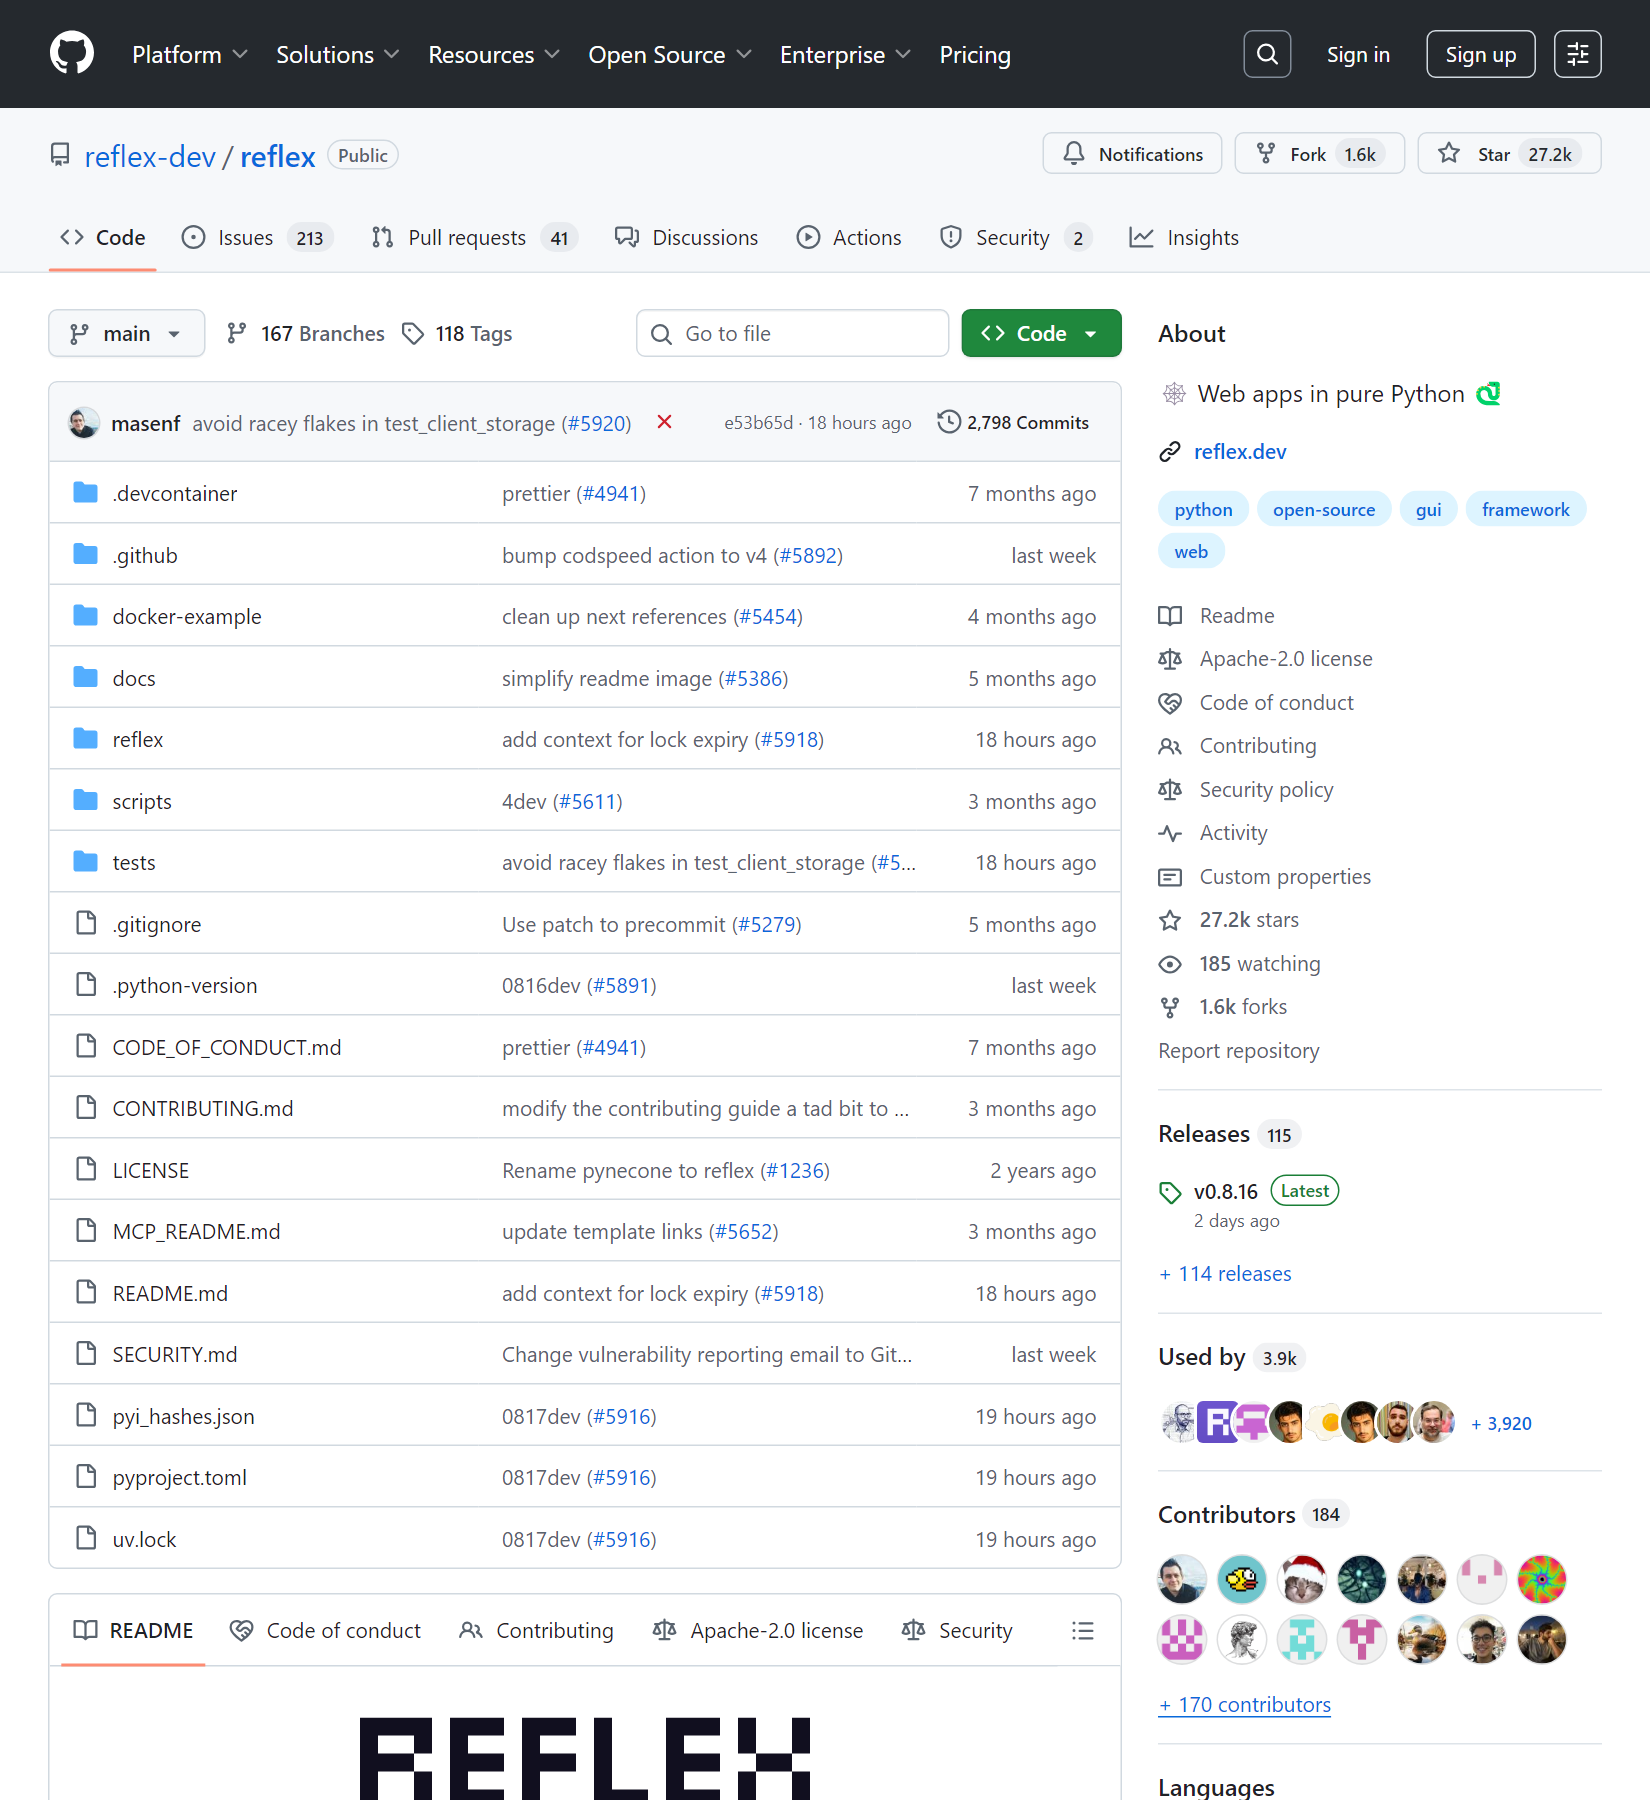 Platform Solutions Resources Open Source Enterprise Pricing Sign in Sign up
reflex-dev / reflex Public Notifications Fork 1.6k Star 27.2k
Code Issues 213 Pull requests 41 Discussions Actions Security 2 Insights
main 167 Branches 118 Tags Go to file Code
masenf avoid racey flakes in test_client_storage (#5920) e53b65d · 18 hours ago 2,798 Commits
.devcontainer prettier (#4941) 7 months ago
.github bump codspeed action to v4 (#5892) last week
docker-example clean up next references (#5454) 4 months ago
docs simplify readme image (#5386) 5 months ago
reflex add context for lock expiry (#5918) 18 hours ago
scripts 4dev (#5611) 3 months ago
tests avoid racey flakes in test_client_storage (#5... 18 hours ago
.gitignore Use patch to precommit (#5279) 5 months ago
.python-version 0816dev (#5891) last week
CODE_OF_CONDUCT.md prettier (#4941) 7 months ago
CONTRIBUTING.md modify the contributing guide a tad bit to ... 3 months ago
LICENSE Rename pynecone to reflex (#1236) 2 years ago
MCP_README.md update template links (#5652) 3 months ago
README.md add context for lock expiry (#5918) 18 hours ago
SECURITY.md Change vulnerability reporting email to Git... last week
pyi_hashes.json 0817dev (#5916) 19 hours ago
pyproject.toml 0817dev (#5916) 19 hours ago
uv.lock 0817dev (#5916) 19 hours ago
README Code of conduct Contributing Apache-2.0 license Security
REFLEX
About
Web apps in pure Python
reflex.dev
python open-source gui framework
web
Readme
Apache-2.0 license
Code of conduct
Contributing
Security policy
Activity
Custom properties
27.2k stars
185 watching
1.6k forks
Report repository
Releases 115
v0.8.16 Latest
2 days ago
+ 114 releases
Used by 3.9k
+ 3,920
Contributors 184
+ 170 contributors
Languages